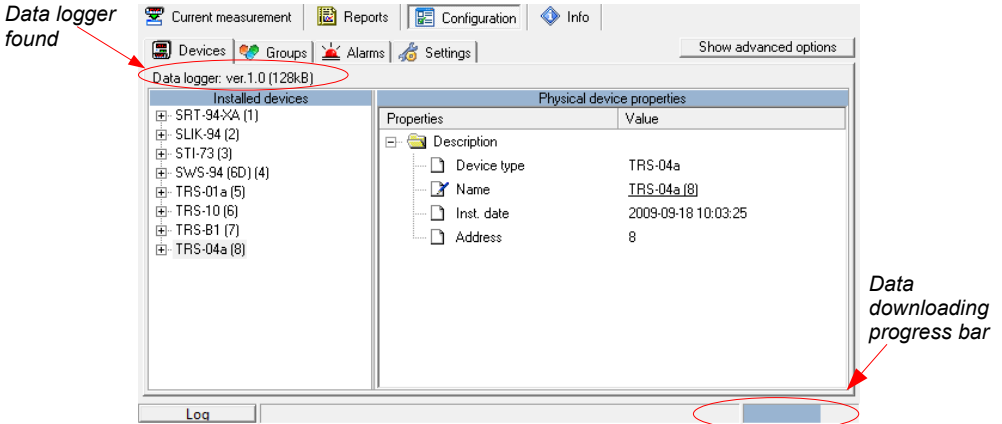 Data logger
found
Current measurement Reports Configuration Info
Devices Groups Alarms Settings Show advanced options
Data logger: ver.1.0 (128kB)
Installed devices Physical device properties
Properties Value
SRT-94-XA (1)
SLIK-94 (2)
STI-73 (3)
SWS-94 (6D) (4)
TRS-01a (5)
TRS-10 (6)
TRS-B1 (7)
TRS-04a (8)
Description
Device type TRS-04a
Name TRS-04a (8)
Inst. date 2009-09-18 10:03:25
Address 8
Data
downloading
progress bar
Log